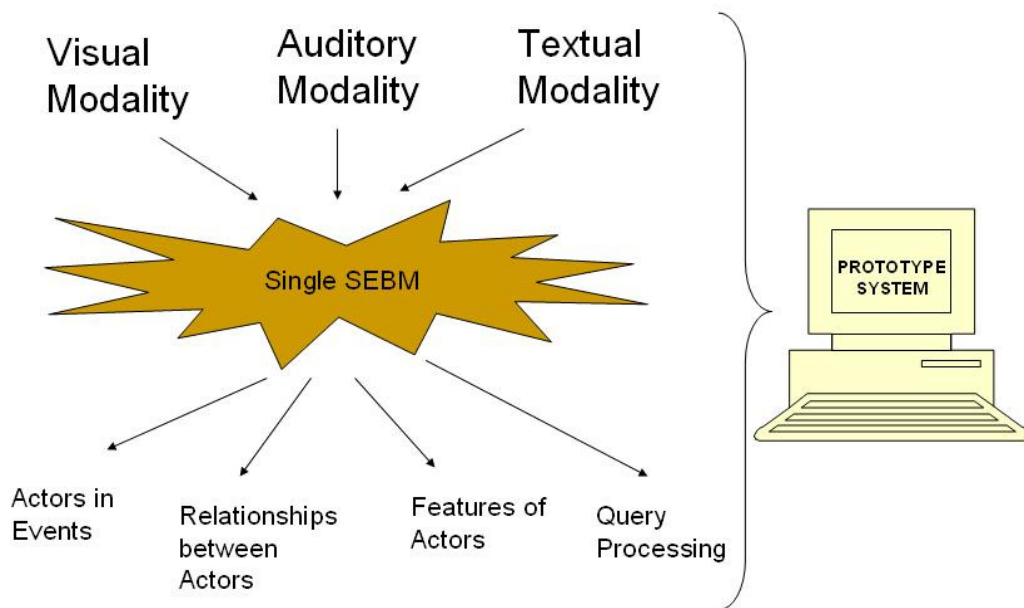 Visual
Modality
Auditory
Modality
Textual
Modality
Single SEBM
PROTOTYPE
SYSTEM
Actors in
Events
Relationships
between
Actors
Features of
Actors
Query
Processing